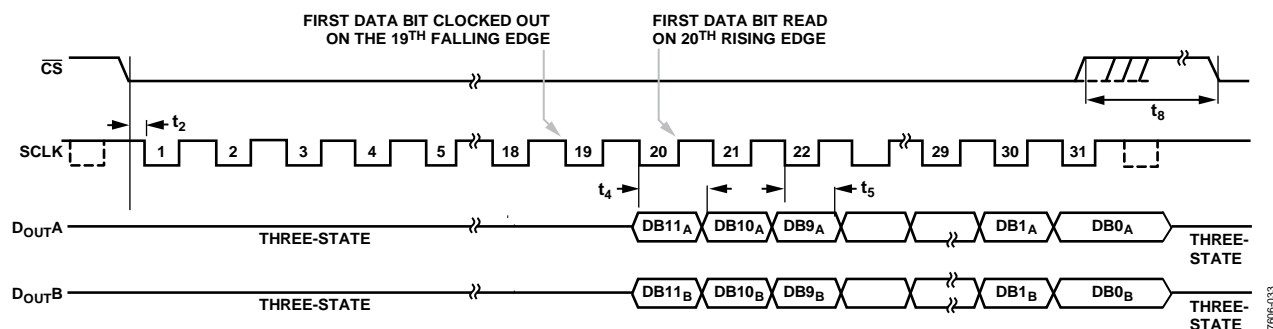 FIRST DATA BIT CLOCKED OUT
ON THE 19TH FALLING EDGE
FIRST DATA BIT READ
ON 20TH RISING EDGE
CS
t8
t2
SCLK 1 2 3 4 5 18 19 20 21 22 29 30 31
t4 t5
DOUTA THREE-STATE DB11A DB10A DB9A DB1A DB0A THREE-
STATE
DOUTB THREE-STATE DB11B DB10B DB9B DB1B DB0B THREE-
STATE